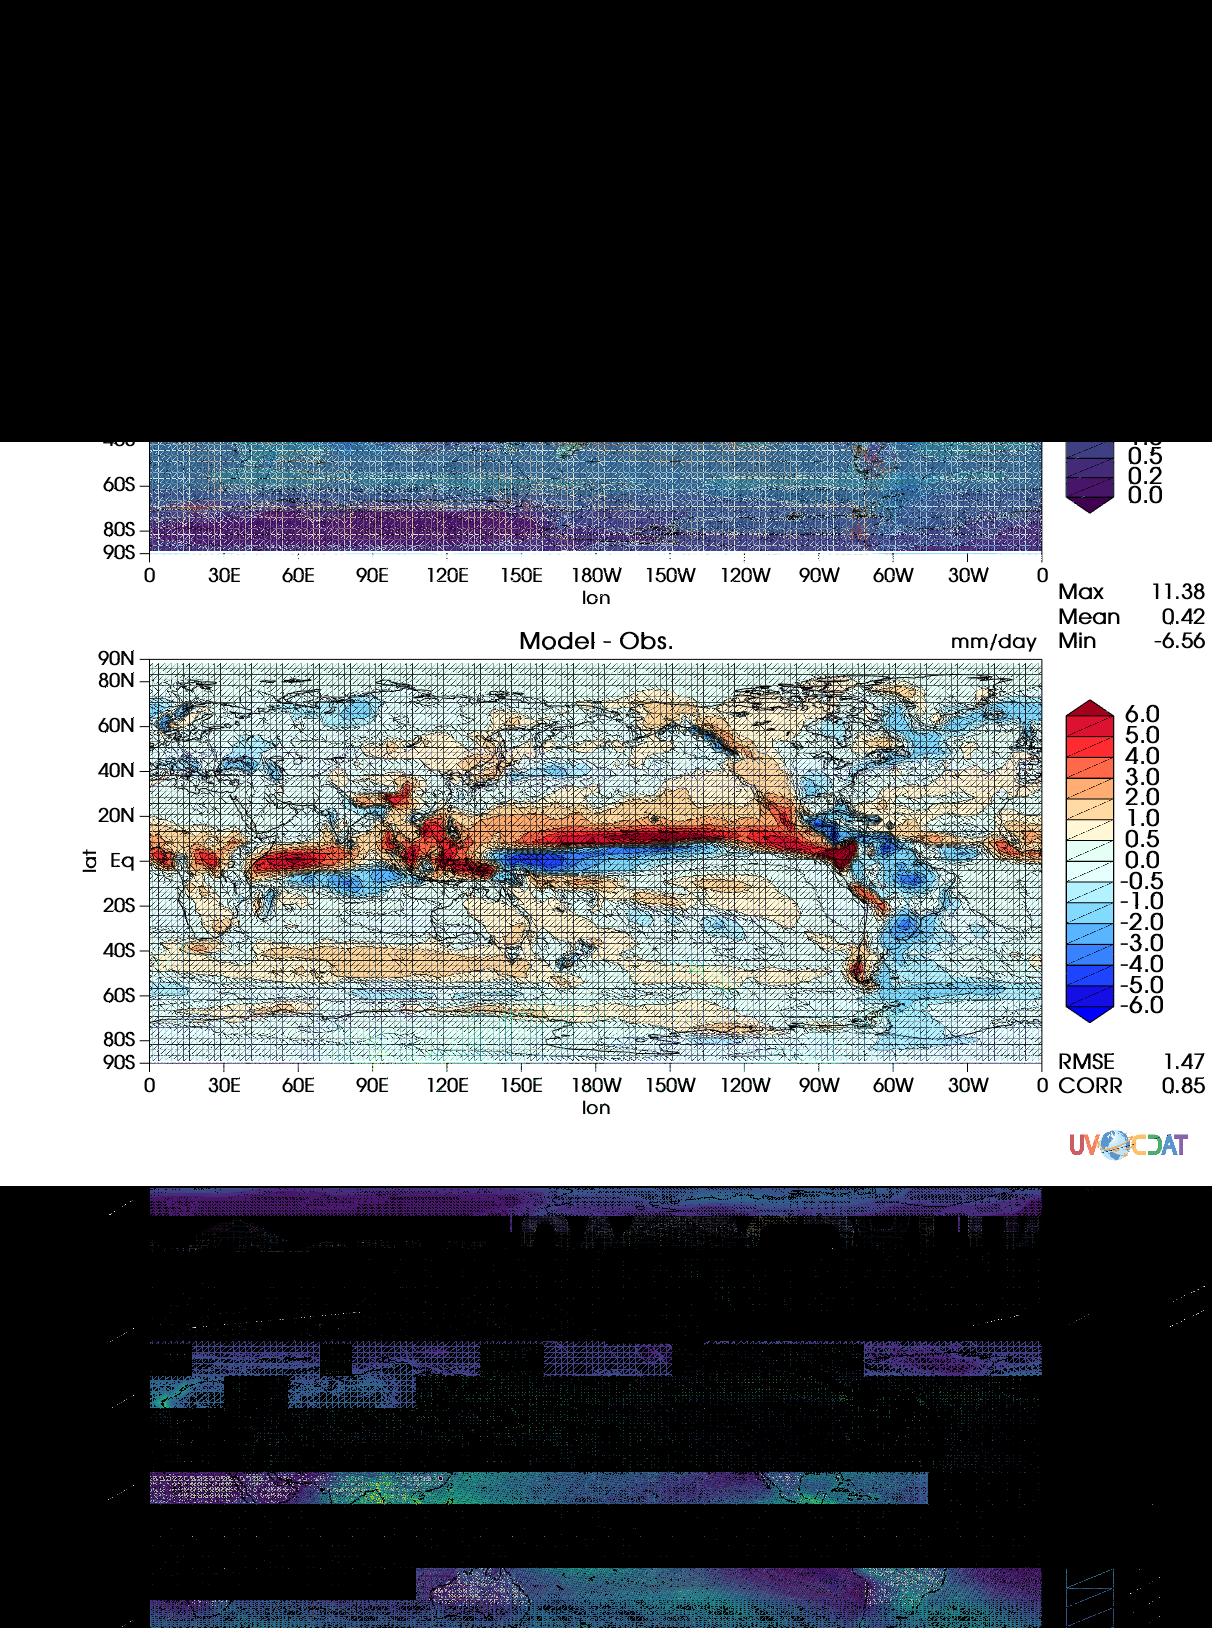 0.5
60S
0.2
80S
0.0
90S
0 30E 60E 90E 120E 150E 180W 150W 120W 90W 60W 30W 0
lon
Max 11.38
Mean 0.42
Min -6.56
Model - Obs. mm/day
90N
80N
60N
40N
20N
lat Eq
20S
40S
60S
80S
90S
6.0
5.0
4.0
3.0
2.0
1.0
0.5
0.0
-0.5
-1.0
-2.0
-3.0
-4.0
-5.0
-6.0
0 30E 60E 90E 120E 150E 180W 150W 120W 90W 60W 30W 0
lon
RMSE 1.47
CORR 0.85
UV CDAT